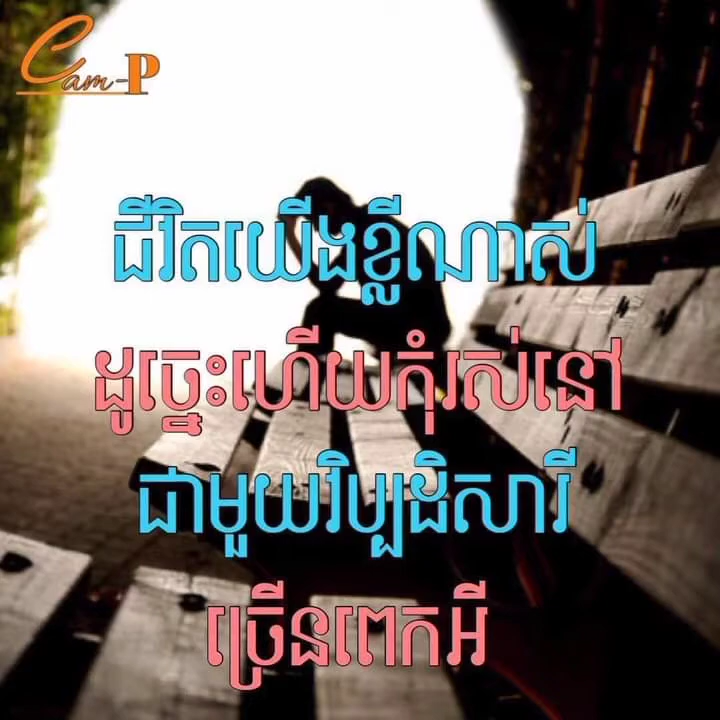 Cam-P
ជីវិតយើងខ្លីណាស់
ដូច្នេះហើយកុំរស់នៅ
ជាមួយវិប្បដិសារី
ច្រើនពេកអី